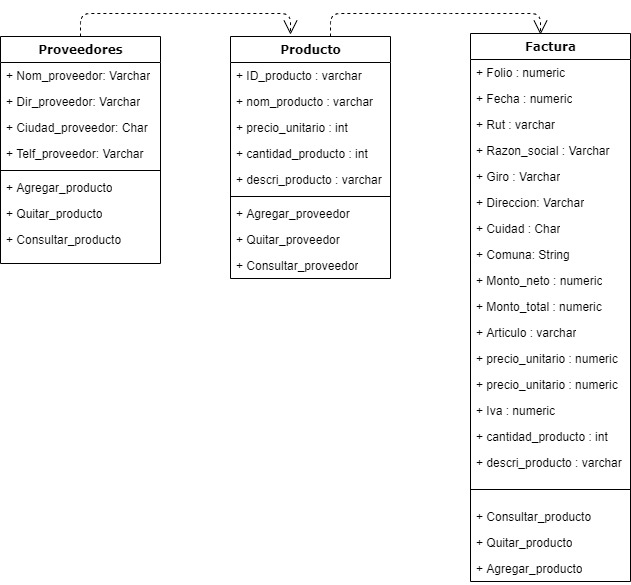 Proveedores
+ Nom_proveedor: Varchar
+ Dir_proveedor: Varchar
+ Ciudad_proveedor: Char
+ Telf_proveedor: Varchar
+ Agregar_producto
+ Quitar_producto
+ Consultar_producto
Producto
+ ID_producto : varchar
+ nom_producto : varchar
+ precio_unitario : int
+ cantidad_producto : int
+ descri_producto : varchar
+ Agregar_proveedor
+ Quitar_proveedor
+ Consultar_proveedor
Factura
+ Folio : numeric
+ Fecha : numeric
+ Rut : varchar
+ Razon_social : Varchar
+ Giro : Varchar
+ Direccion: Varchar
+ Cuidad : Char
+ Comuna: String
+ Monto_neto : numeric
+ Monto_total : numeric
+ Articulo : varchar
+ precio_unitario : numeric
+ precio_unitario : numeric
+ Iva : numeric
+ cantidad_producto : int
+ descri_producto : varchar
+ Consultar_producto
+ Quitar_producto
+ Agregar_producto